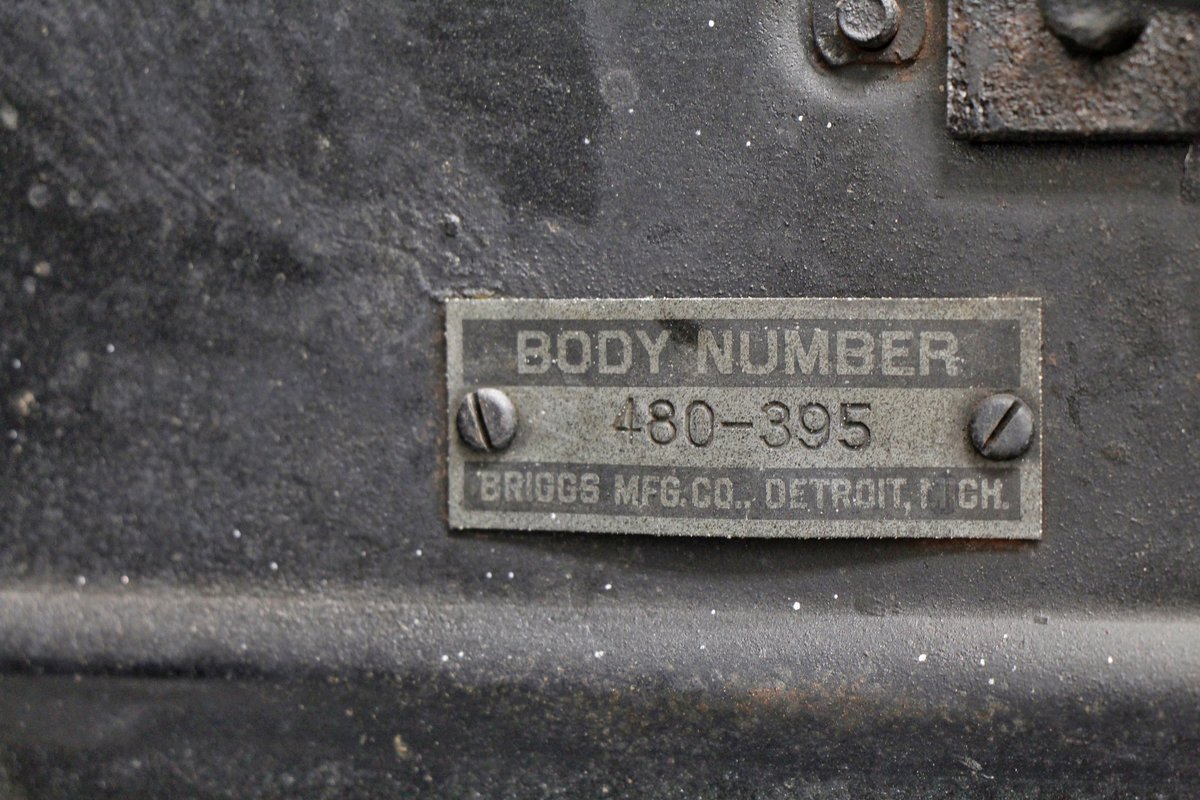 BODY NUMBER
480-395
BRIGGS MFG. CO., DETROIT, MICH.